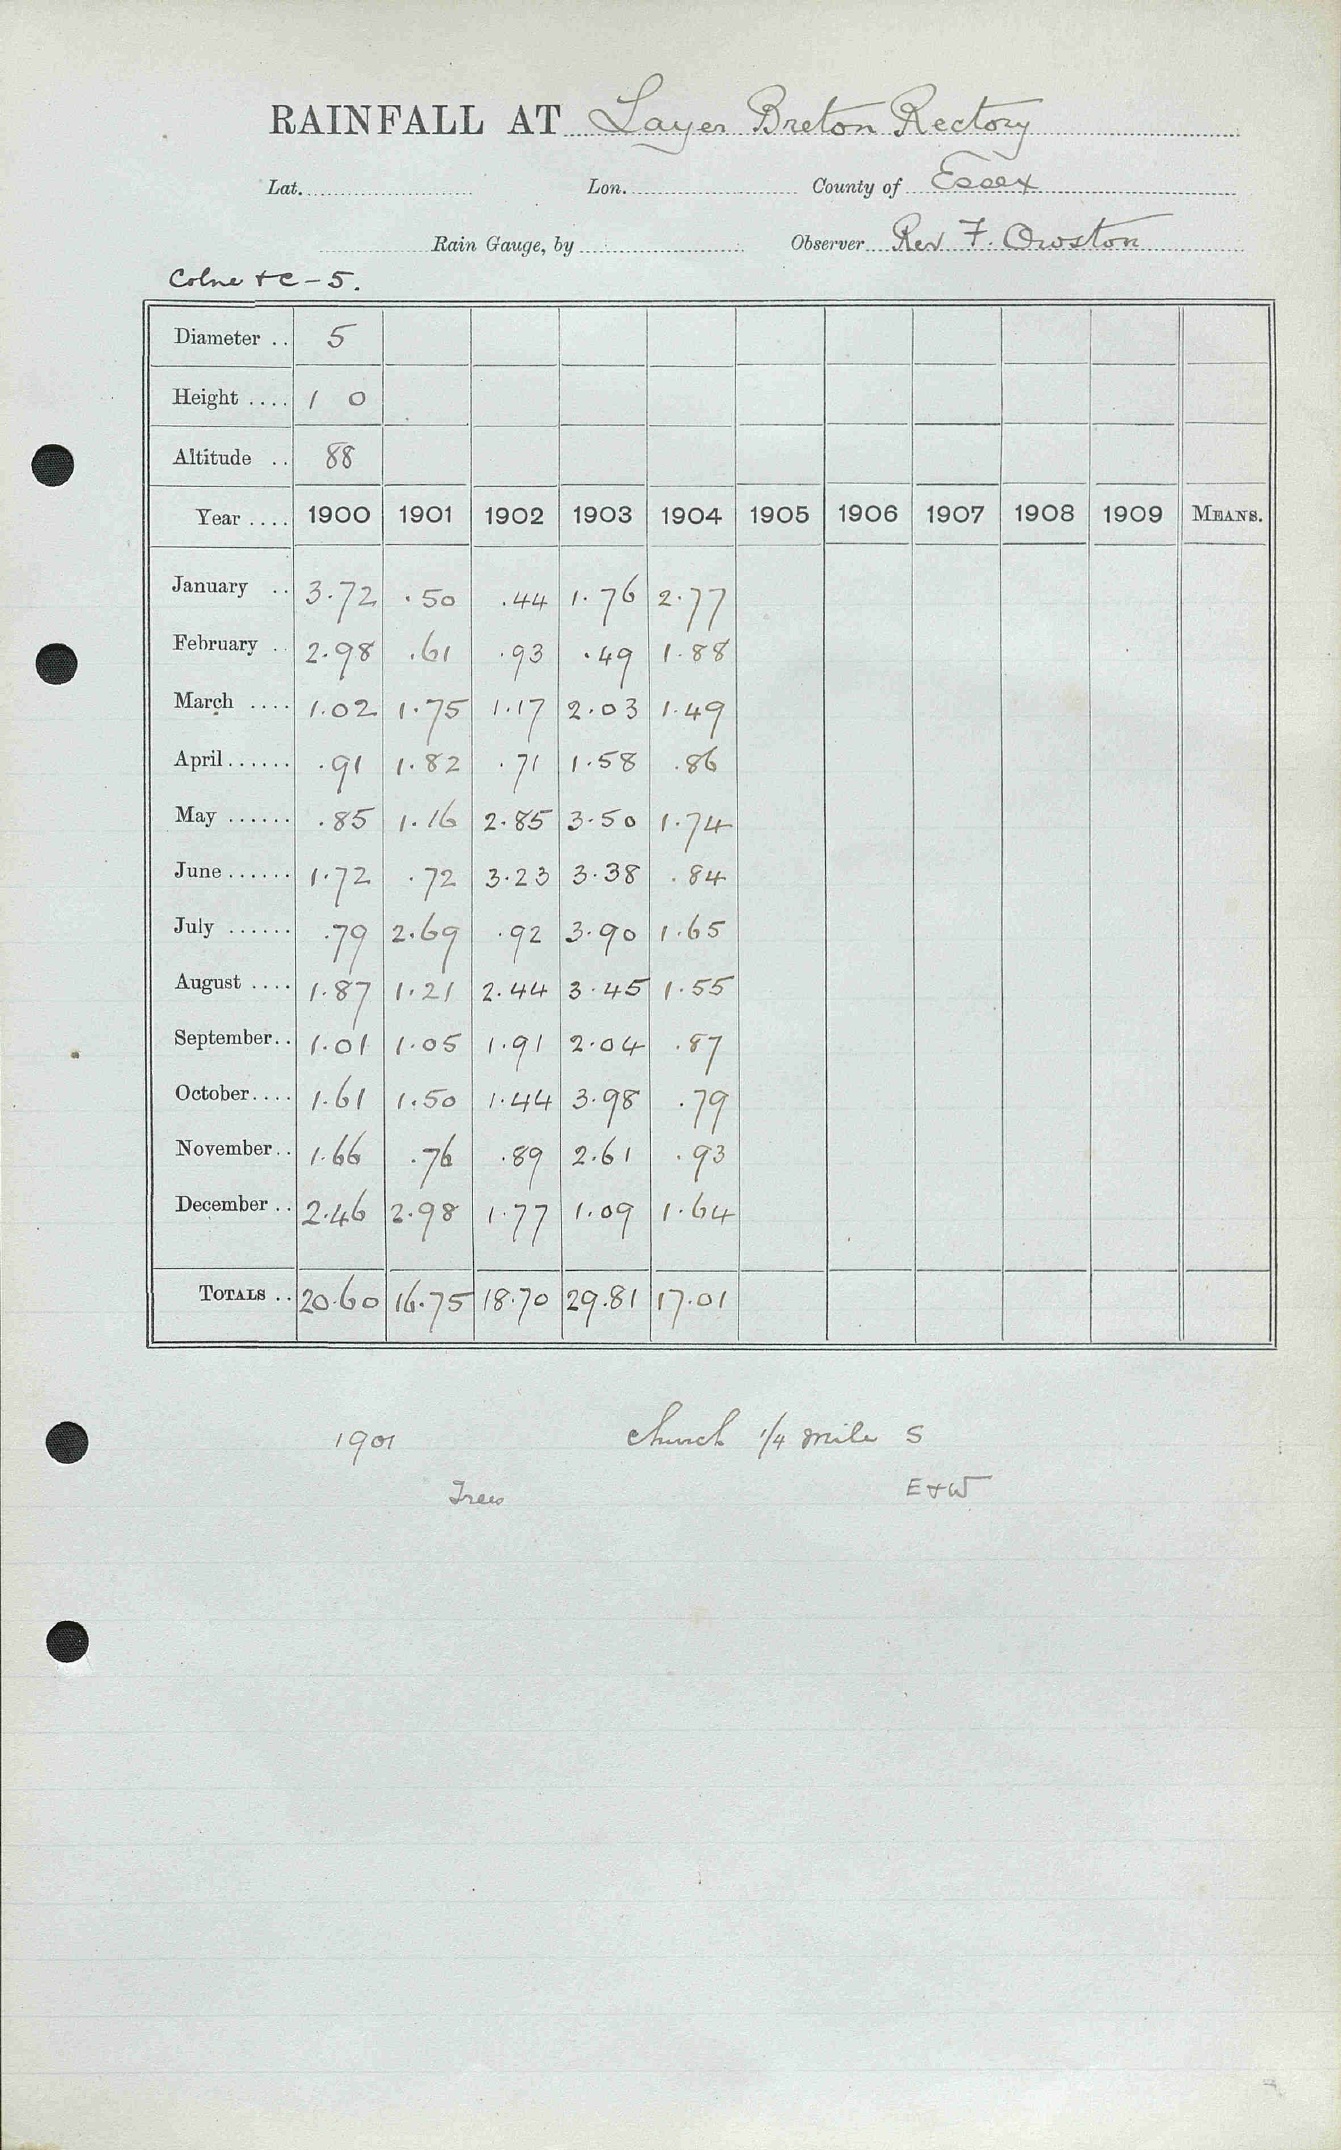 RAINFALL AT Layer Breton Rectory
Lat. Lon. County of Essex
Rain Gauge, by Observer Rev F. Owston
Colne & C - 5.
Diameter .. 5
Height .... 1 0
Altitude .. 88
Year .... 1900 1901 1902 1903 1904 1905 1906 1907 1908 1909 MEANS.
January .. 3.72 .50 .44 1.76 2.77
February .. 2.98 .61 .93 .49 1.88
March .... 1.02 1.75 1.17 2.03 1.49
April ...... .91 1.82 .71 1.58 .86
May ...... .85 1.16 2.85 3.50 1.74
June ...... 1.72 .72 3.23 3.38 .84
July ...... .79 2.69 .92 3.90 1.65
August .... 1.87 1.21 2.44 3.45 1.55
September .. 1.01 1.05 1.91 2.04 .87
October .... 1.61 1.50 1.44 3.98 .79
November .. 1.66 .76 .89 2.61 .93
December .. 2.46 2.98 1.77 1.09 1.64
TOTALS .. 20.60 16.75 18.70 29.81 17.01
1901 Church 1/4 mile S
Trees E & W